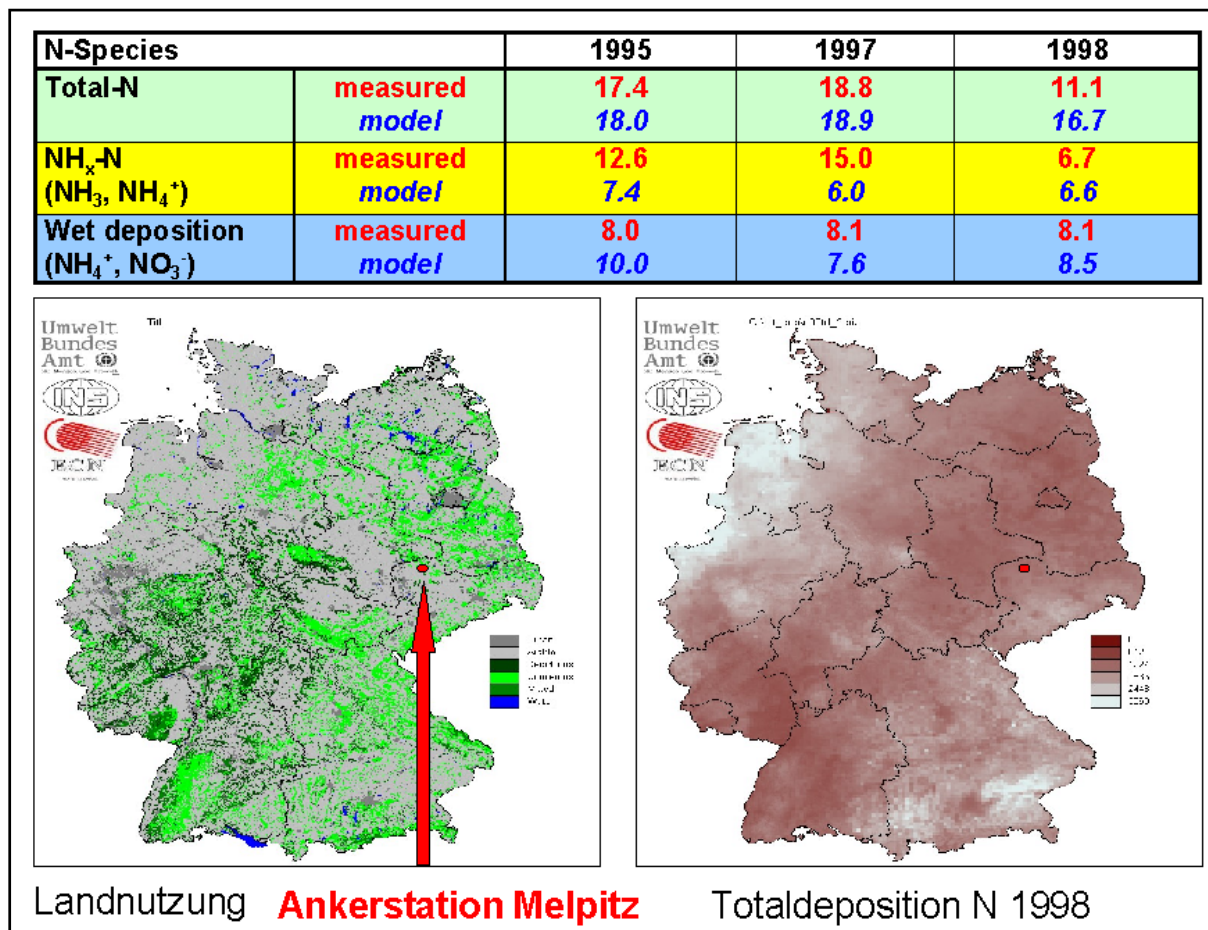 N-Species 1995 1997 1998
Total-N measured 17.4 18.8 11.1
model 18.0 18.9 16.7
NHₓ-N measured 12.6 15.0 6.7
(NH₃, NH₄⁺) model 7.4 6.0 6.6
Wet deposition measured 8.0 8.1 8.1
(NH₄⁺, NO₃⁻) model 10.0 7.6 8.5
Umwelt
Bundes
Amt
INS
ECN
Umwelt
Bundes
Amt
INS
ECN
2448
Landnutzung Ankerstation Melpitz Totaldeposition N 1998